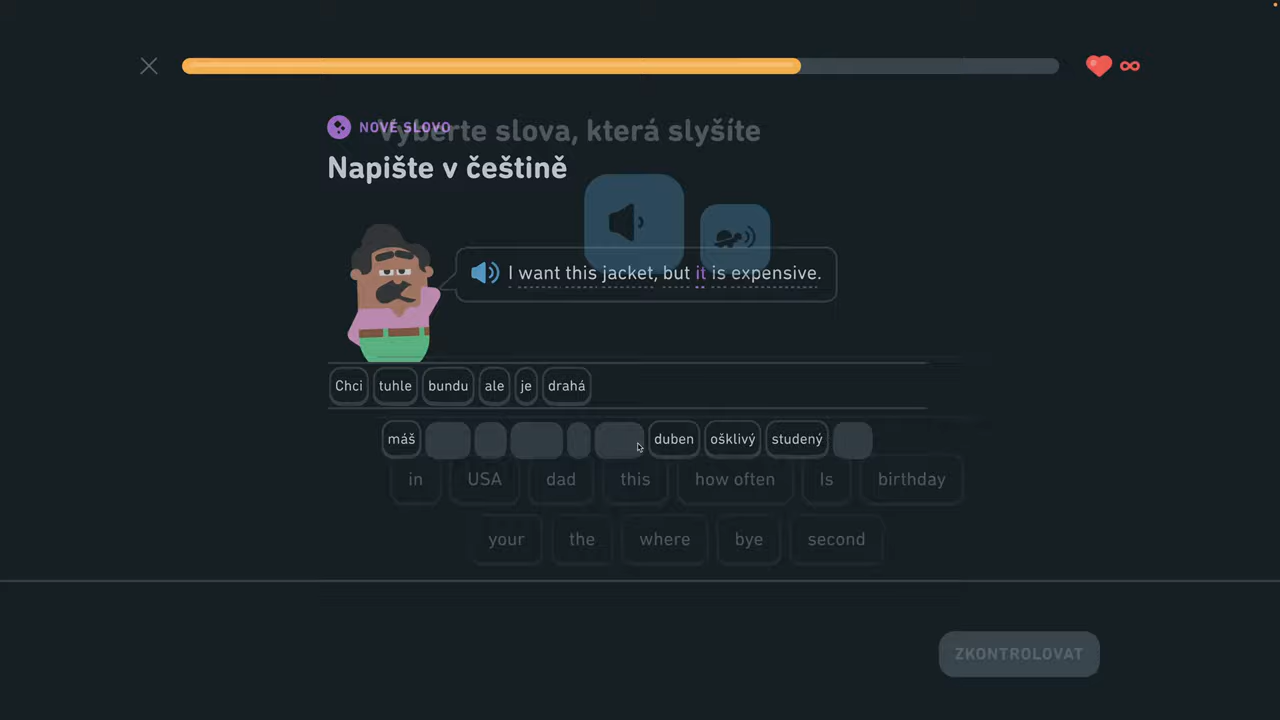 NOVÉ SLOVO
Vyberte slova, která slyšíte
Napište v češtině
I want this jacket, but it is expensive.
Chci tuhle bundu ale je drahá
máš duben ošklivý studený
in USA dad this how often Is birthday
your the where bye second
ZKONTROLOVAT